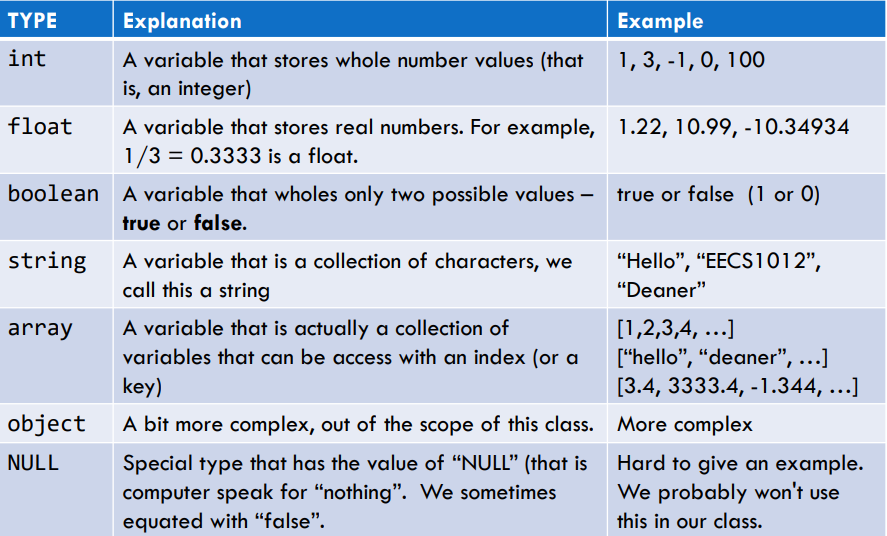 TYPE Explanation Example
int A variable that stores whole number values (that 1, 3, -1, 0, 100
is, an integer)
float A variable that stores real numbers. For example, 1.22, 10.99, -10.34934
1/3 = 0.3333 is a float.
boolean A variable that wholes only two possible values – true or false (1 or 0)
true or false.
string A variable that is a collection of characters, we “Hello”, “EECS1012”,
call this a string “Deaner”
array A variable that is actually a collection of [1,2,3,4, …]
variables that can be access with an index (or a [“hello”, “deaner”, …]
key) [3.4, 3333.4, -1.344, …]
object A bit more complex, out of the scope of this class. More complex
NULL Special type that has the value of “NULL” (that is Hard to give an example.
computer speak for “nothing”. We sometimes We probably won't use
equated with “false”. this in our class.